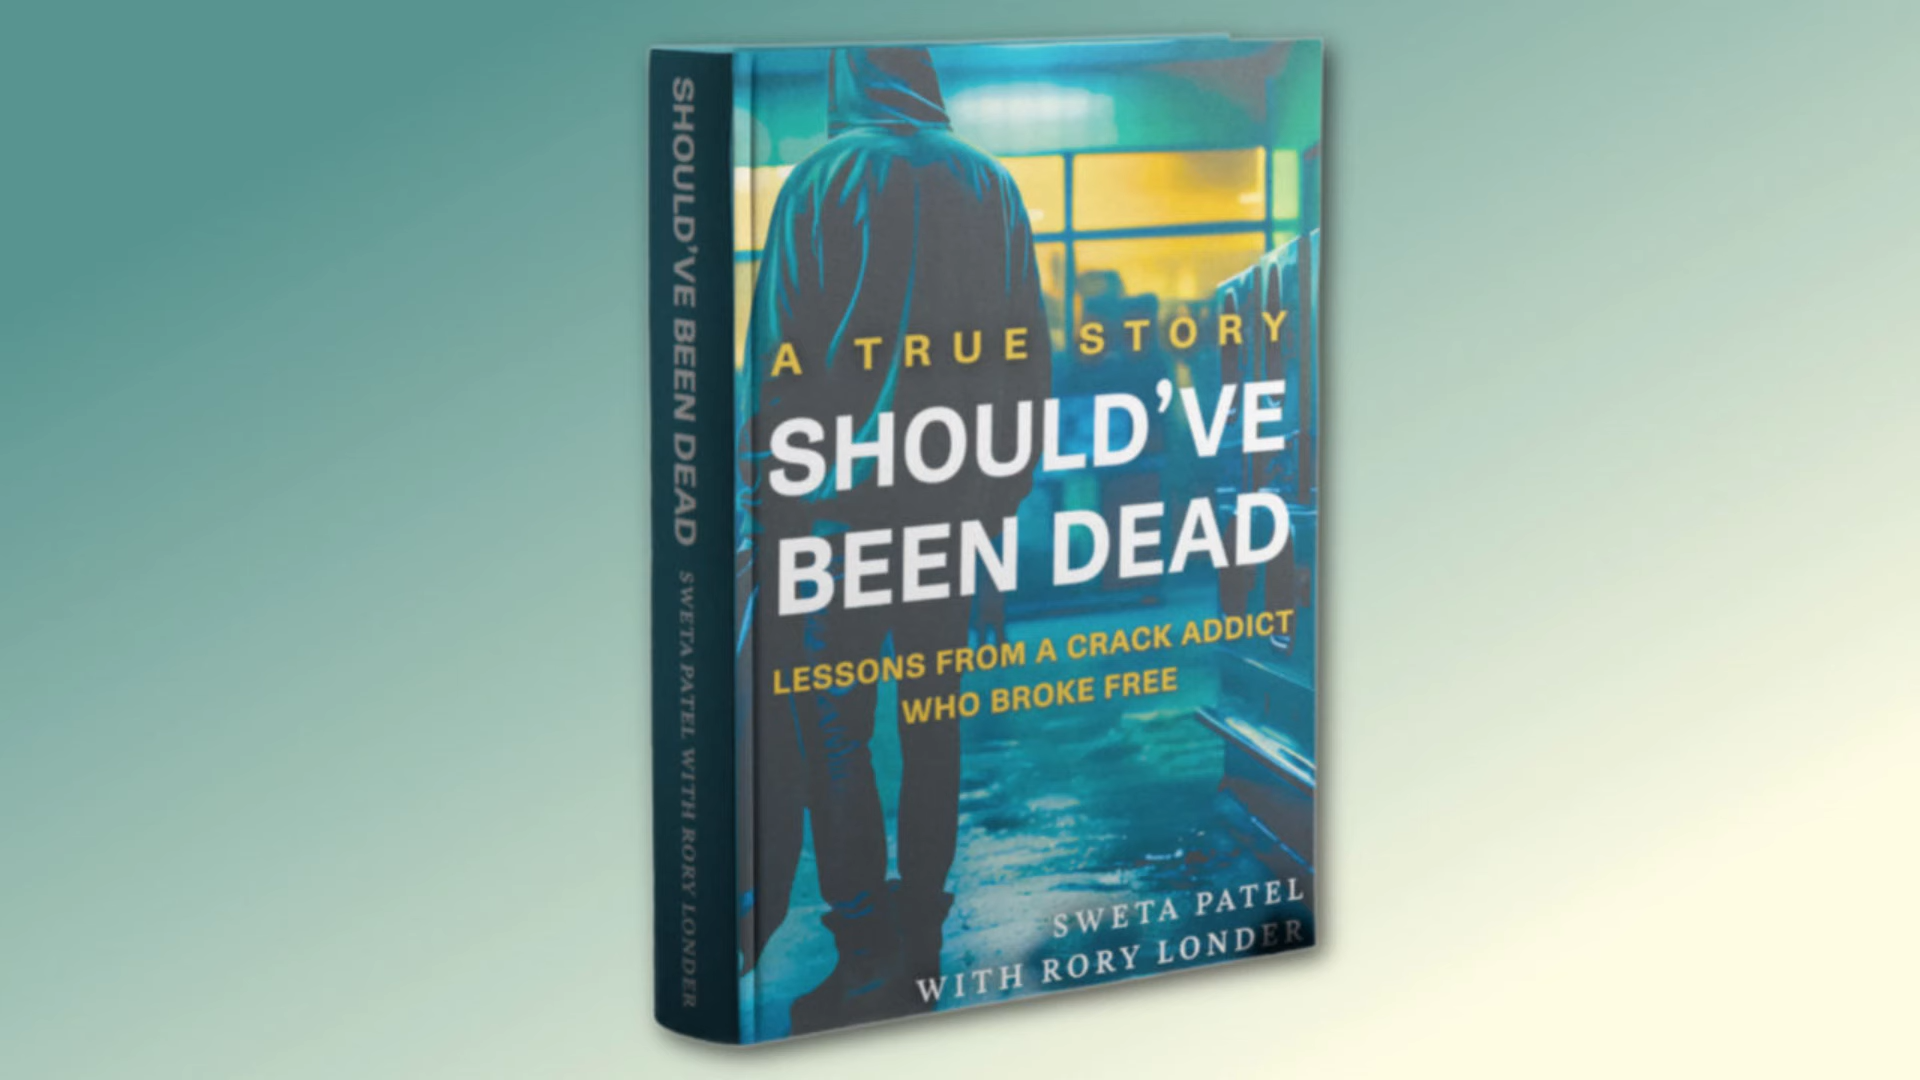 SHOULD'VE BEEN DEAD SWETA PATEL WITH RORY LONDER
A TRUE STORY
SHOULD'VE
BEEN DEAD
LESSONS FROM A CRACK ADDICT
WHO BROKE FREE
SWETA PATEL
WITH RORY LONDER